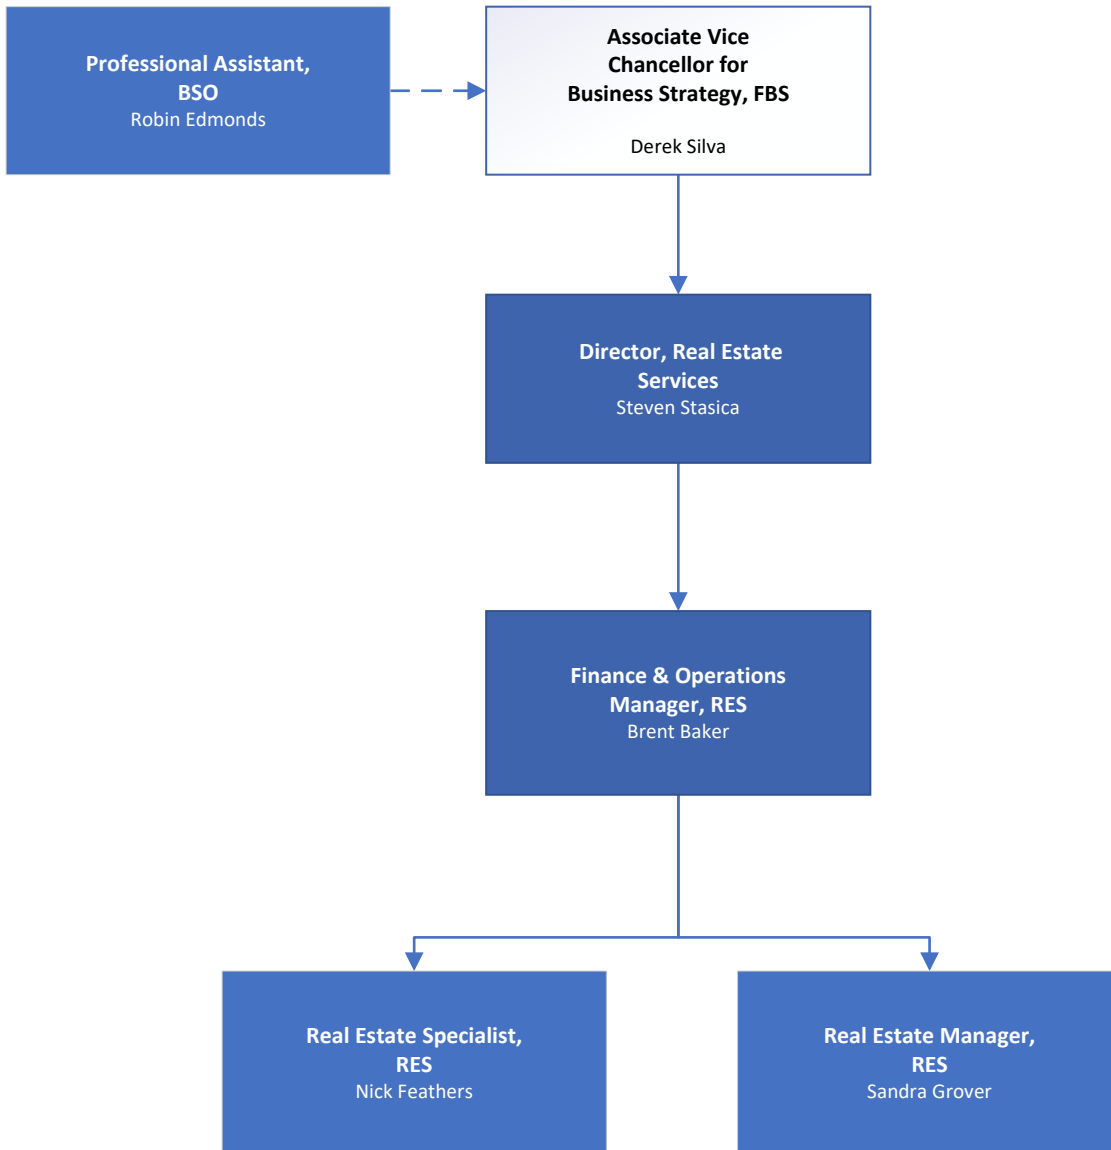 Professional Assistant,
BSO
Robin Edmonds
Associate Vice
Chancellor for
Business Strategy, FBS
Derek Silva
Director, Real Estate
Services
Steven Stasica
Finance & Operations
Manager, RES
Brent Baker
Real Estate Specialist,
RES
Nick Feathers
Real Estate Manager,
RES
Sandra Grover